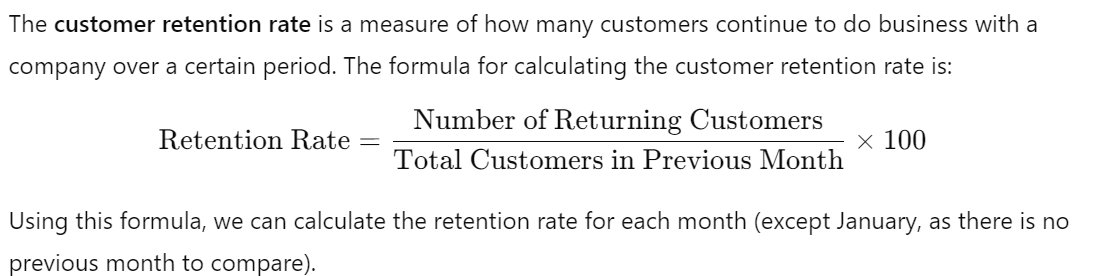 The customer retention rate is a measure of how many customers continue to do business with a
company over a certain period. The formula for calculating the customer retention rate is:
Retention Rate = Number of Returning Customers / Total Customers in Previous Month × 100
Using this formula, we can calculate the retention rate for each month (except January, as there is no
previous month to compare).